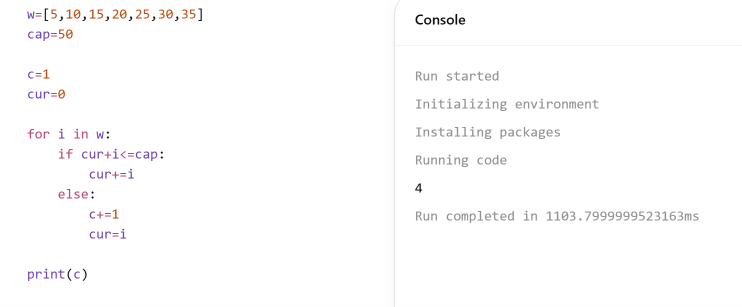 w=[5,10,15,20,25,30,35]
cap=50
c=1
cur=0
for i in w:
    if cur+i<=cap:
        cur+=i
    else:
        c+=1
        cur=i
print(c)
Console
Run started
Initializing environment
Installing packages
Running code
4
Run completed in 1103.7999999523163ms